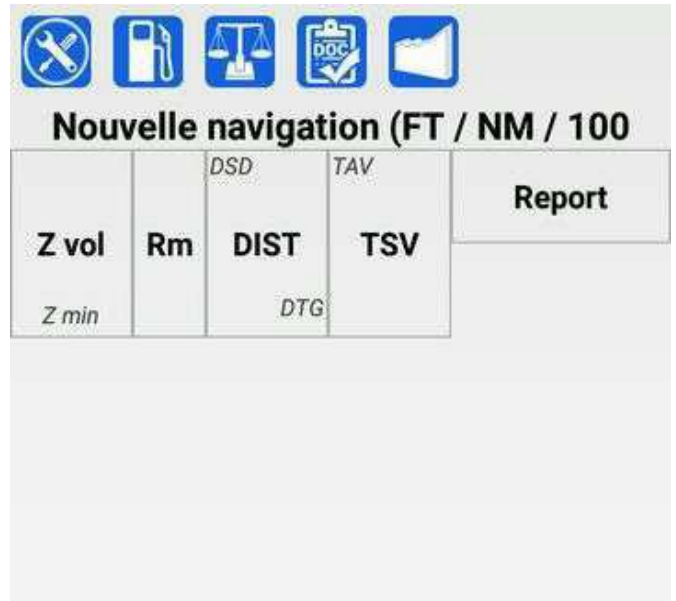 DOC
Nouvelle navigation (FT / NM / 100
DSD TAV
Report
Z vol Rm DIST TSV
Z min DTG